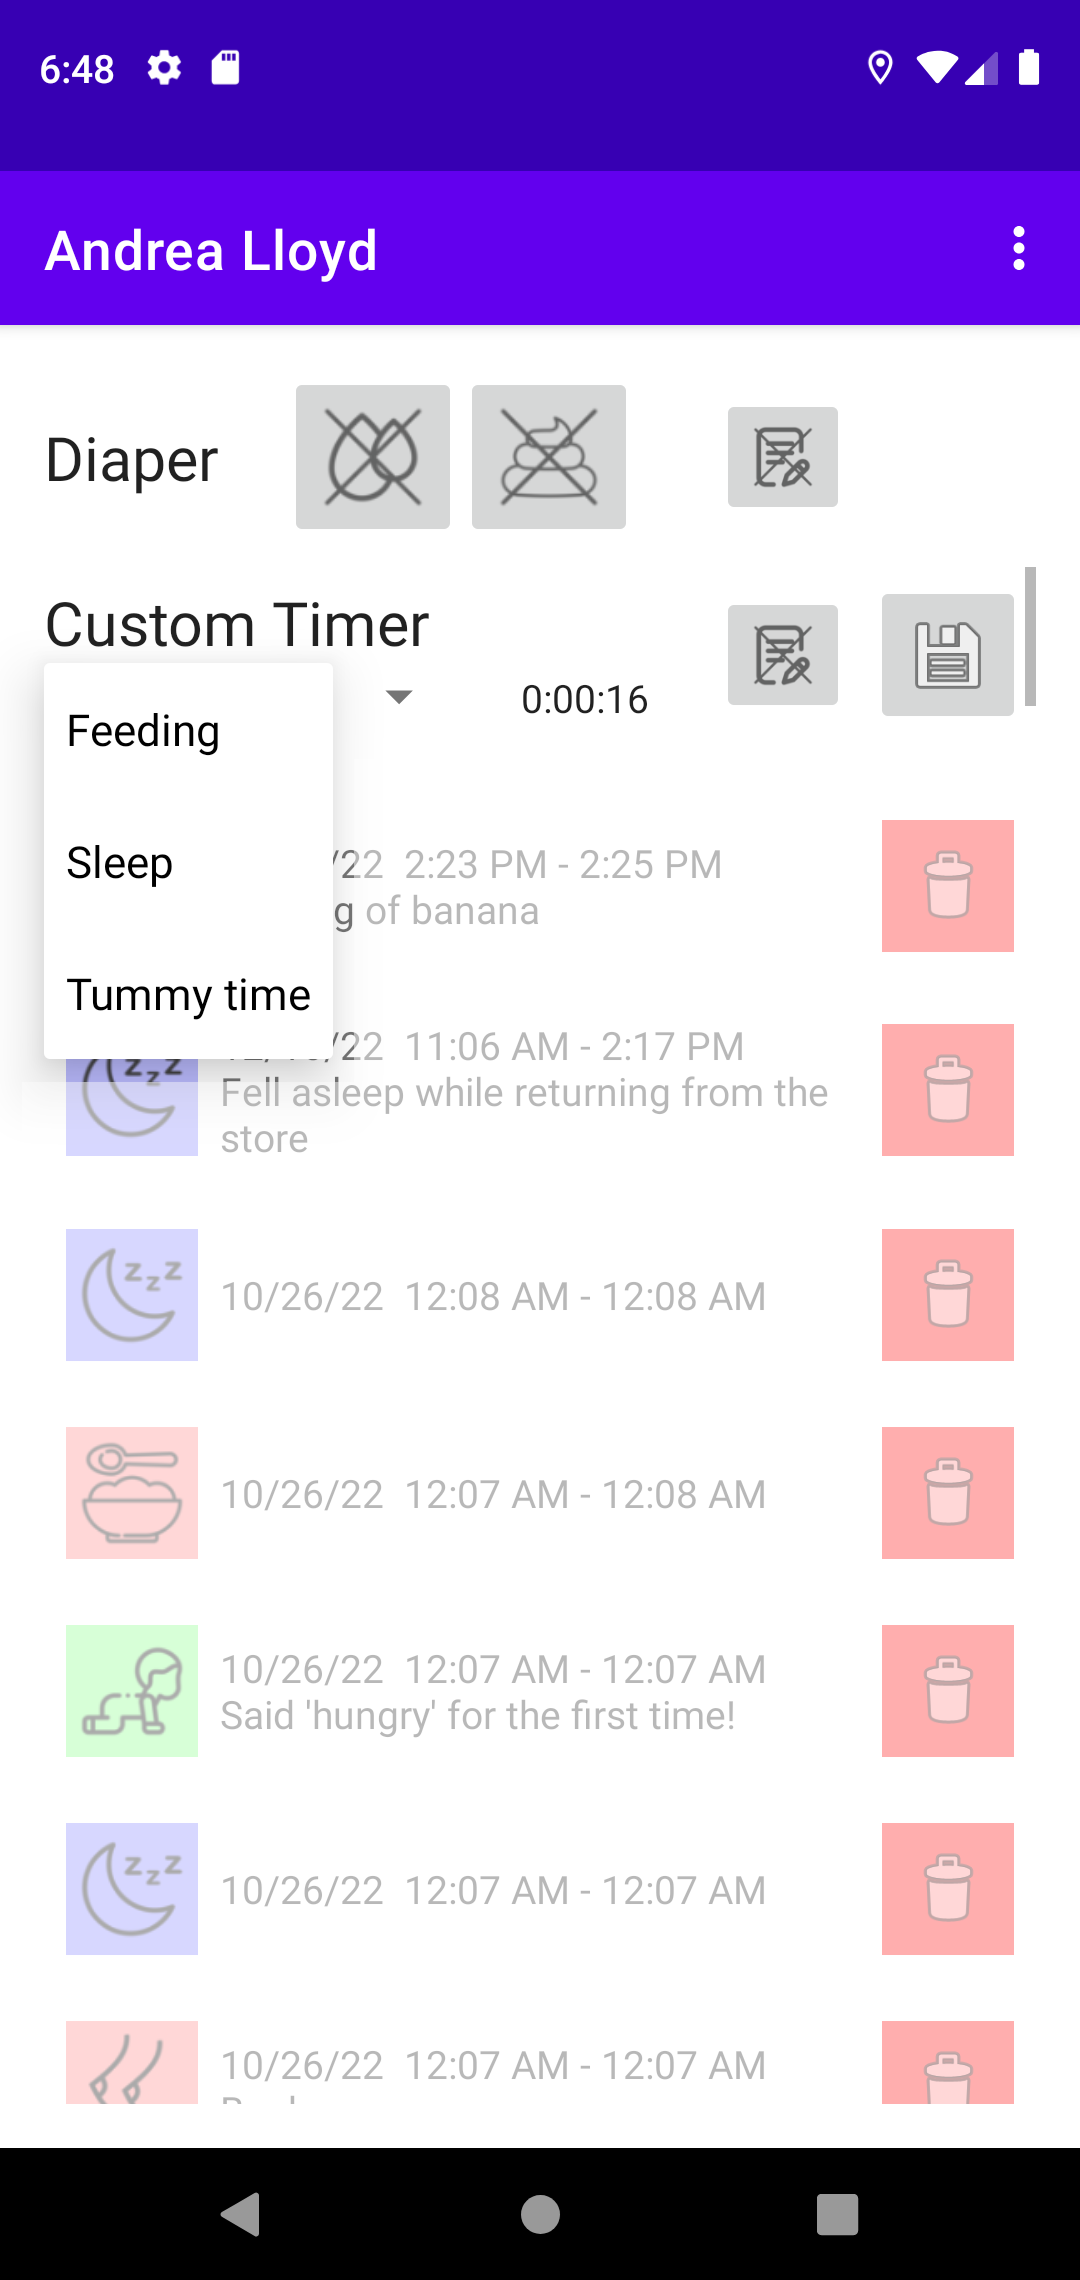 6:48
Andrea Lloyd
Diaper
Custom Timer
0:00:16
Feeding
Sleep
Tummy time
/22 2:23 PM - 2:25 PM
g of banana
/22 11:06 AM - 2:17 PM
Fell asleep while returning from the
store
10/26/22 12:08 AM - 12:08 AM
10/26/22 12:07 AM - 12:08 AM
10/26/22 12:07 AM - 12:07 AM
Said 'hungry' for the first time!
10/26/22 12:07 AM - 12:07 AM
10/26/22 12:07 AM - 12:07 AM